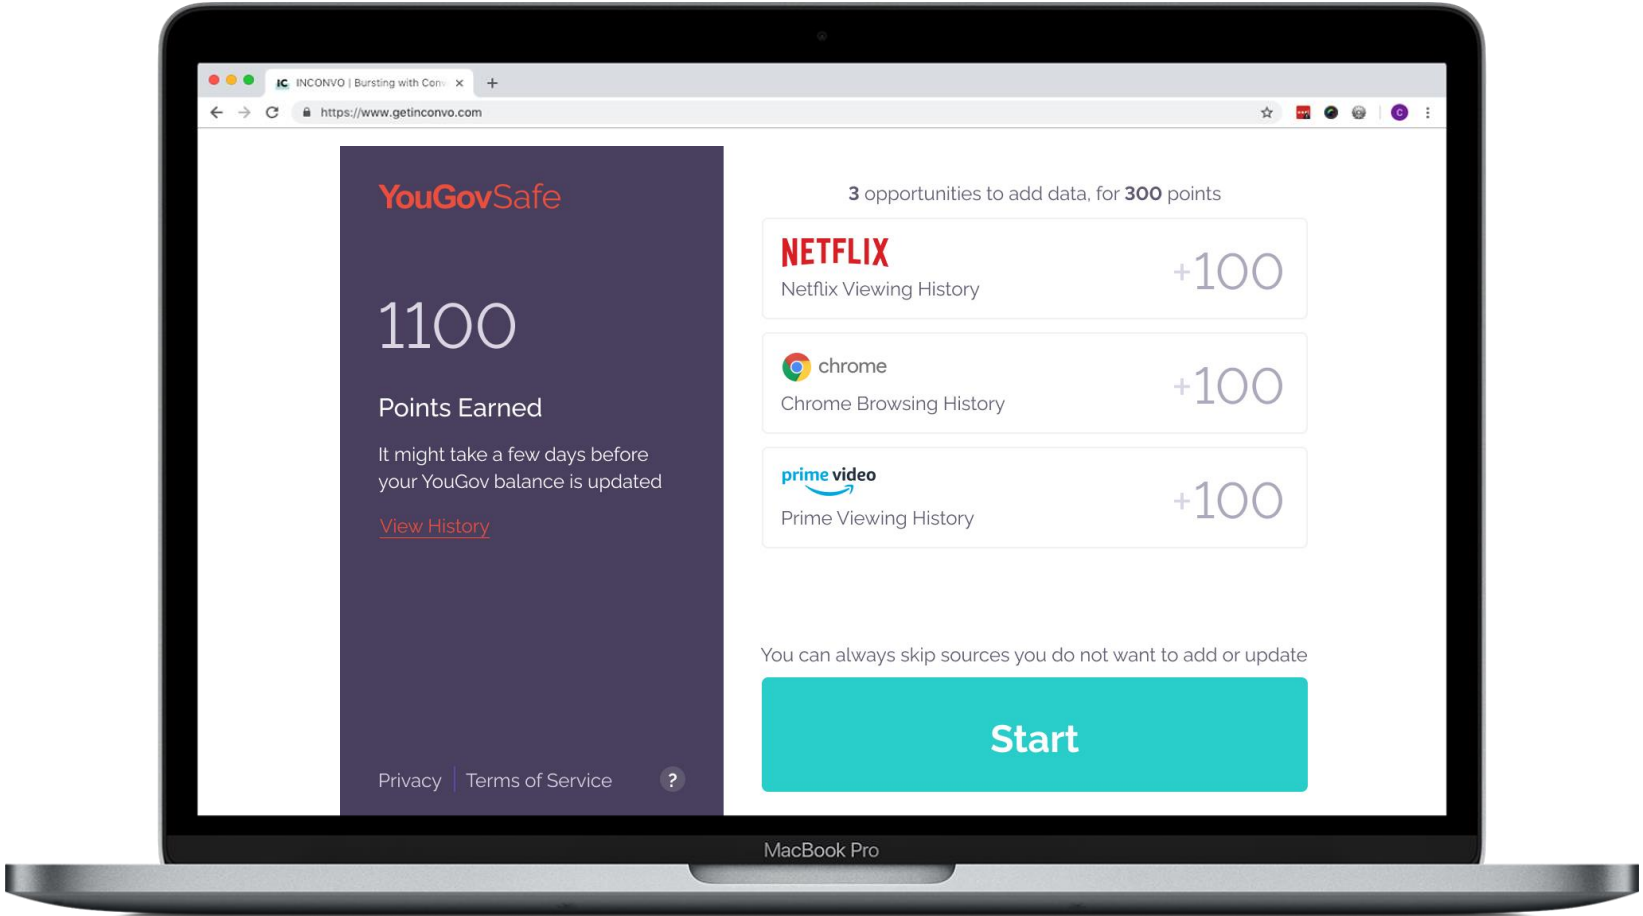 IC INCONVO | Bursting with Conv
https://www.getinconvo.com
C
YouGovSafe
1100
Points Earned
It might take a few days before
your YouGov balance is updated
View History
Privacy | Terms of Service ?
3 opportunities to add data, for 300 points
NETFLIX
Netflix Viewing History
+100
chrome
Chrome Browsing History
+100
prime video
Prime Viewing History
+100
You can always skip sources you do not want to add or update
Start
MacBook Pro